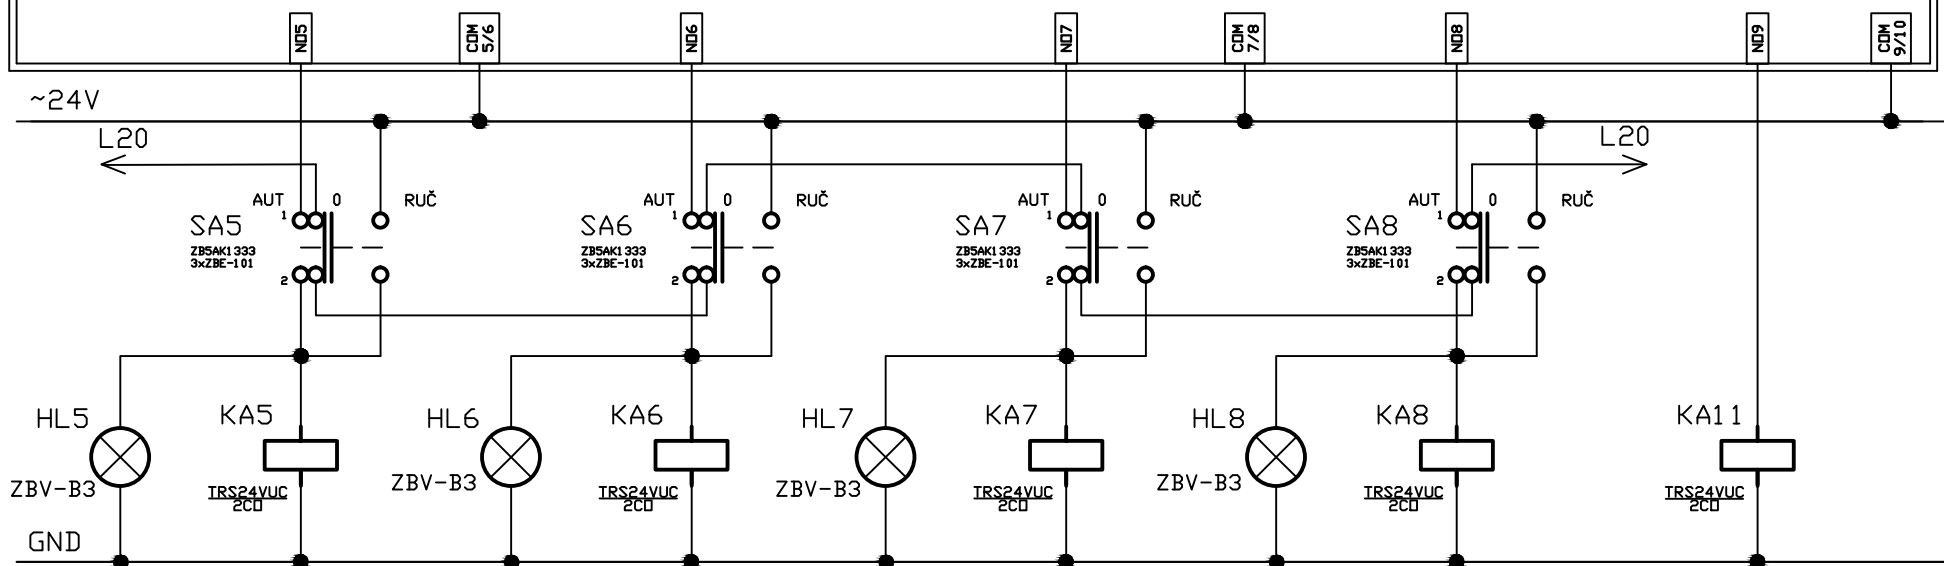 NO5
COM
5/6
NO6
NO7
COM
7/8
NO8
NO9
COM
9/10
~24V
L20
L20
AUT 0 RUČ
AUT 0 RUČ
AUT 0 RUČ
AUT 0 RUČ
1
1
1
1
SA5
ZB5AK1333
3xZBE-101
SA6
ZB5AK1333
3xZBE-101
SA7
ZB5AK1333
3xZBE-101
SA8
ZB5AK1333
3xZBE-101
2
2
2
2
HL5
KA5
HL6
KA6
HL7
KA7
HL8
KA8
KA11
ZBV-B3
TRS24VUC
2CO
ZBV-B3
TRS24VUC
2CO
ZBV-B3
TRS24VUC
2CO
ZBV-B3
TRS24VUC
2CO
TRS24VUC
2CO
GND